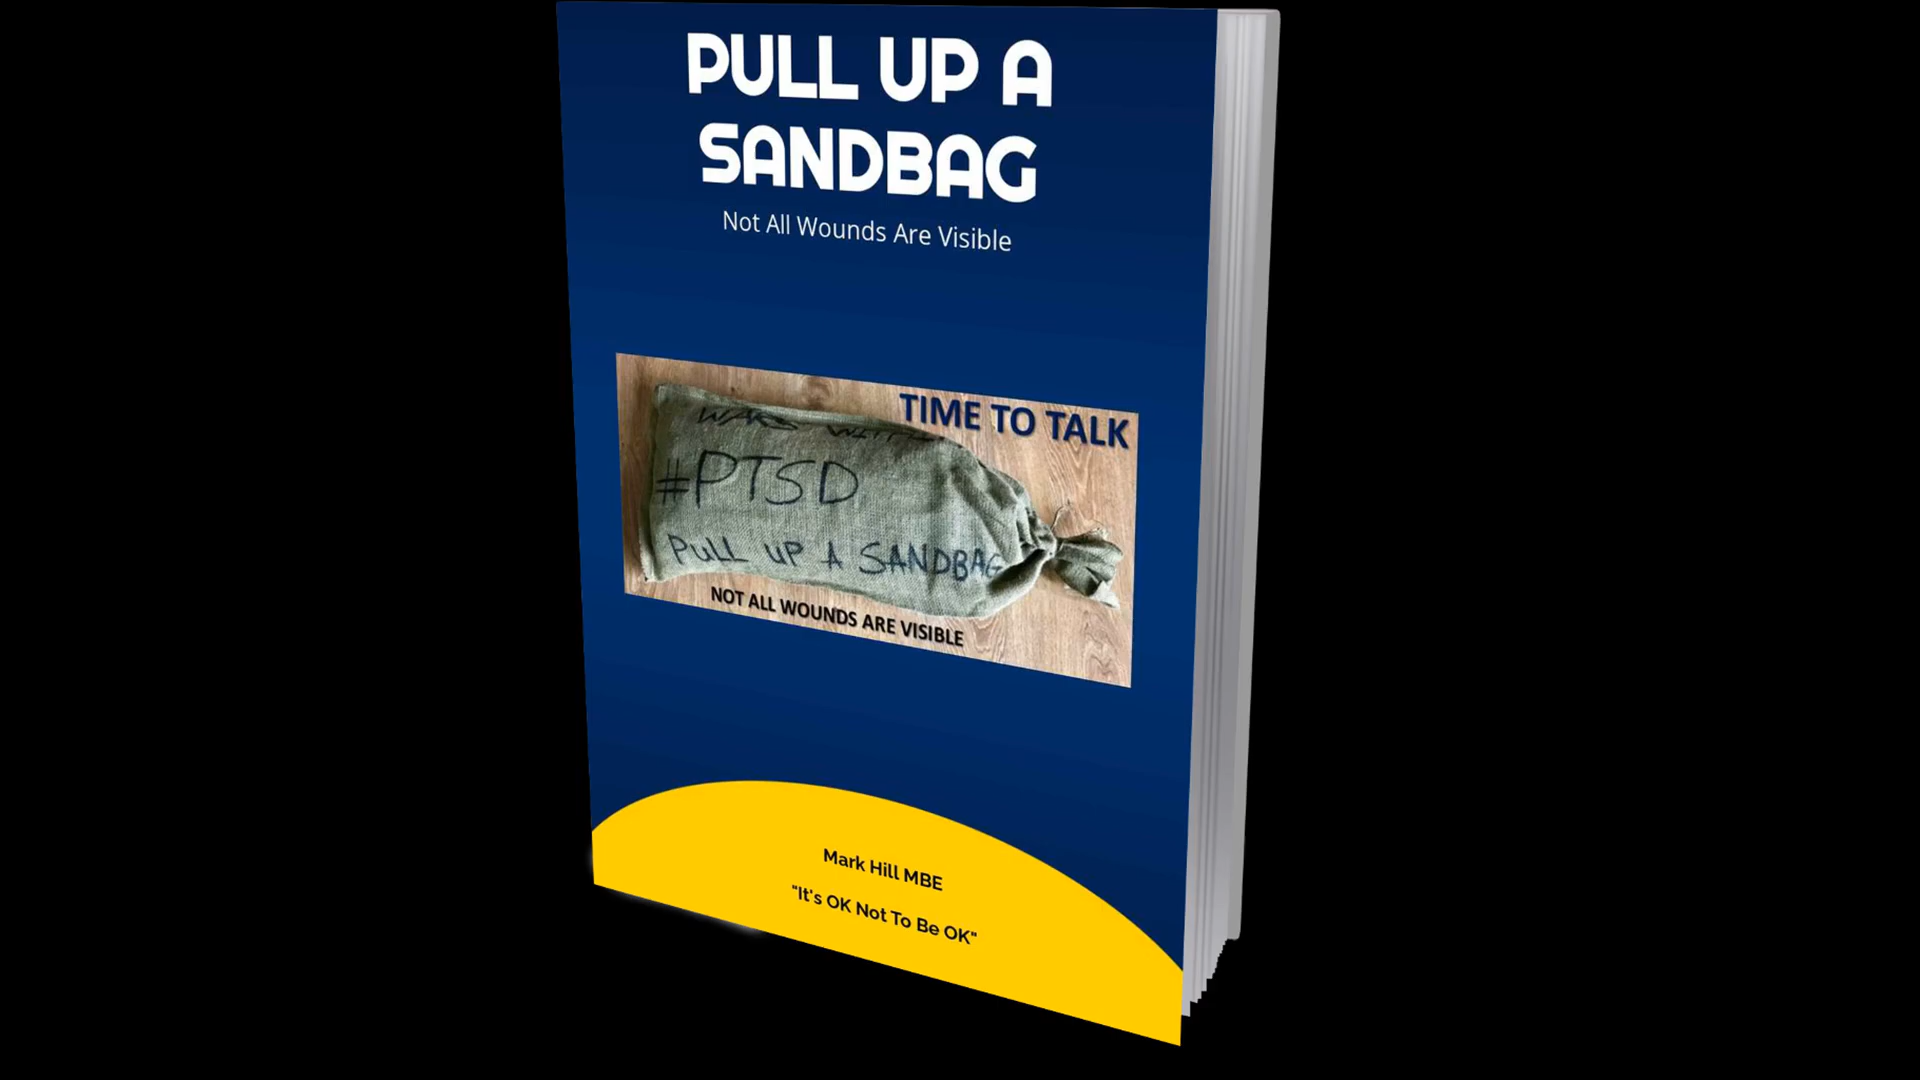 PULL UP A
SANDBAG
Not All Wounds Are Visible
TIME TO TALK
WARS
#PTSD
PULL UP A SANDBAG
NOT ALL WOUNDS ARE VISIBLE
Mark Hill MBE
"It's OK Not To Be OK"